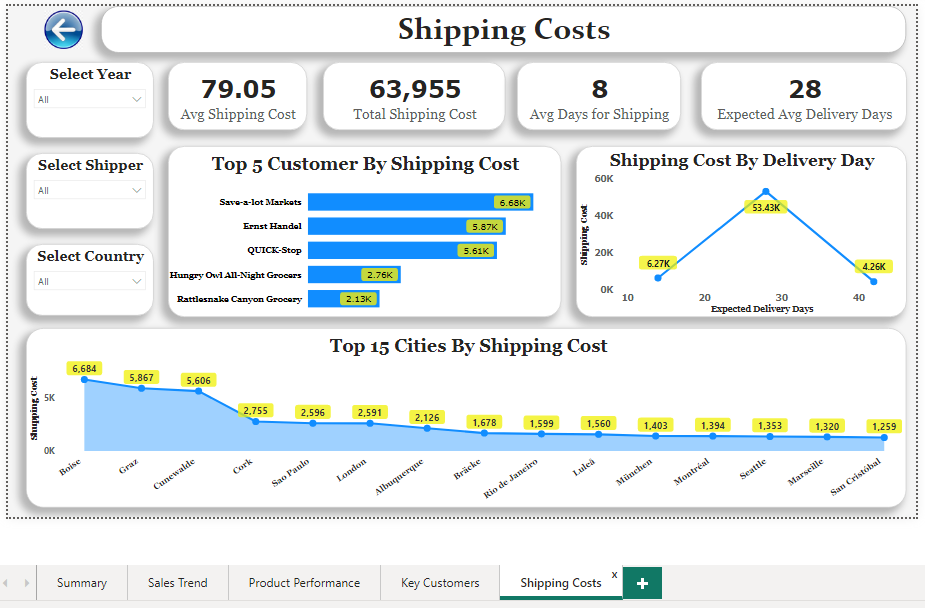 Shipping Costs
Select Year
All
79.05
Avg Shipping Cost
63,955
Total Shipping Cost
8
Avg Days for Shipping
28
Expected Avg Delivery Days
Select Shipper
All
Select Country
All
Top 5 Customer By Shipping Cost
Save-a-lot Markets
6.68K
Ernst Handel
5.87K
QUICK-Stop
5.61K
Hungry Owl All-Night Grocers
2.76K
Rattlesnake Canyon Grocery
2.13K
Shipping Cost By Delivery Day
Shipping Cost
60K
40K
20K
0K
6.27K
53.43K
4.26K
10 20 30 40
Expected Delivery Days
Top 15 Cities By Shipping Cost
Shipping Cost
5K
0K
6,684 5,867 5,606 2,755 2,596 2,591 2,126 1,678 1,599 1,560 1,403 1,394 1,353 1,320 1,259
Boise Graz Cunewalde Cork Sao Paulo London Albuquerque Bräcke Rio de Janeiro Luleå München Montréal Seattle Marseille San Cristóbal
Summary Sales Trend Product Performance Key Customers Shipping Costs x +